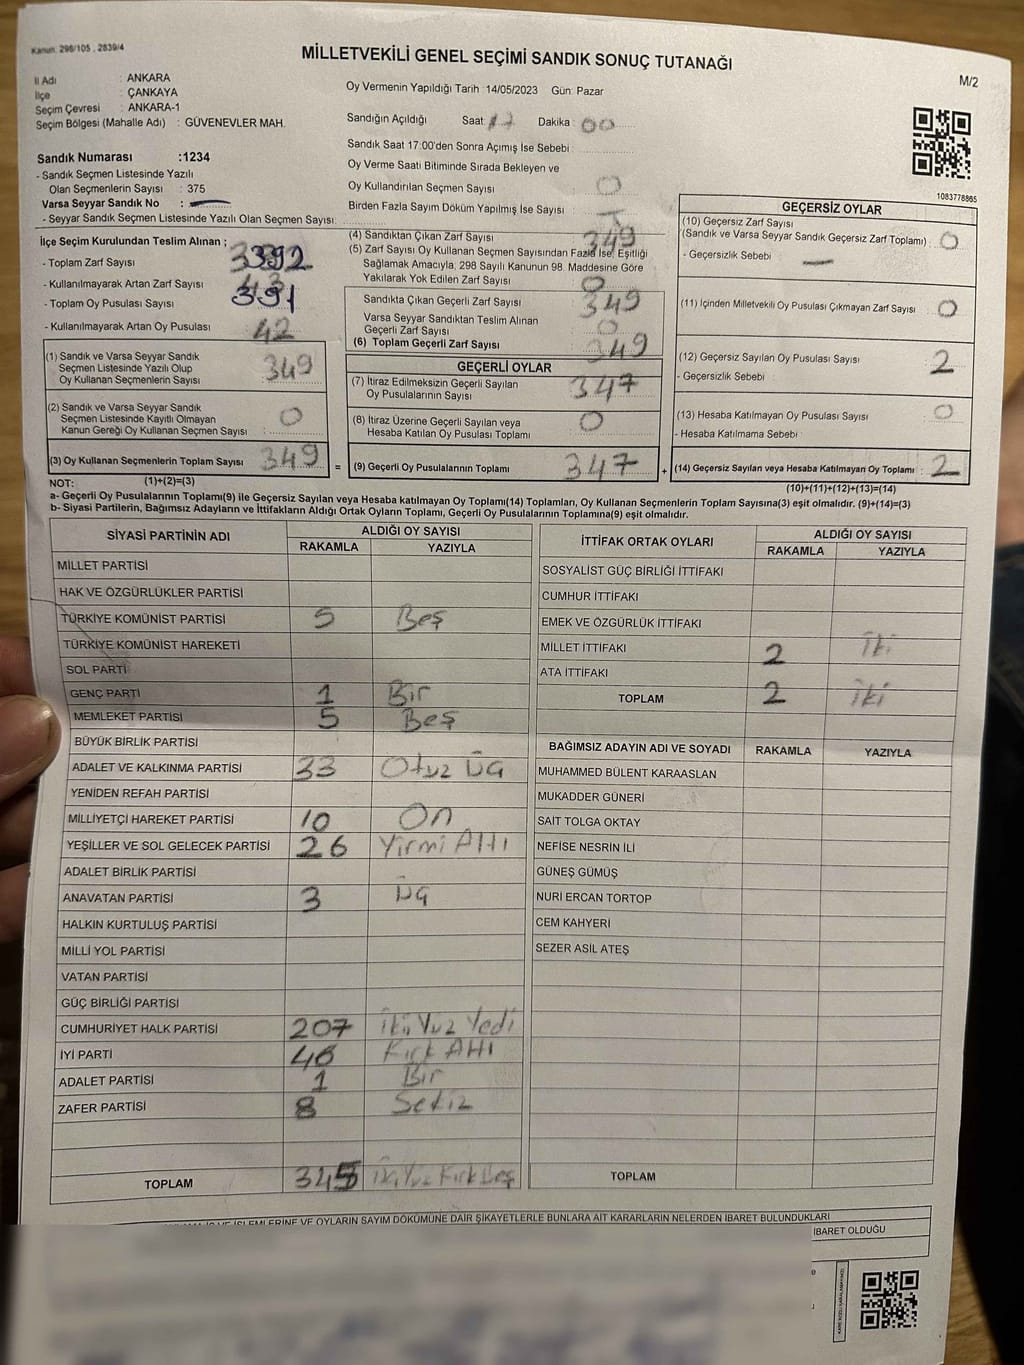 Kanun: 298/105 , 2839/4
MİLLETVEKİLİ GENEL SEÇİMİ SANDIK SONUÇ TUTANAĞI
M/2
İl Adı : ANKARA
İlçe : ÇANKAYA
Seçim Çevresi : ANKARA-1
Seçim Bölgesi (Mahalle Adı) : GÜVENEVLER MAH.
Sandık Numarası :1234
- Sandık Seçmen Listesinde Yazılı
Olan Seçmenlerin Sayısı : 375
Varsa Seyyar Sandık No :
- Seyyar Sandık Seçmen Listesinde Yazılı Olan Seçmen Sayısı:
Oy Vermenin Yapıldığı Tarih : 14/05/2023 Gün: Pazar
Sandığın Açıldığı Saat: 17 Dakika : 00
Sandık Saat 17:00'den Sonra Açımış İse Sebebi :
Oy Verme Saati Bitiminde Sırada Bekleyen ve
Oy Kullandırılan Seçmen Sayısı : 0
Birden Fazla Sayım Döküm Yapılmış İse Sayısı :
1083778865
İlçe Seçim Kurulundan Teslim Alınan ;
- Toplam Zarf Sayısı : 392
- Kullanılmayarak Artan Zarf Sayısı : 43
- Toplam Oy Pusulası Sayısı : 391
- Kullanılmayarak Artan Oy Pusulası : 42
(1) Sandık ve Varsa Seyyar Sandık
Seçmen Listesinde Yazılı Olup
Oy Kullanan Seçmenlerin Sayısı : 349
(2) Sandık ve Varsa Seyyar Sandık
Seçmen Listesinde Kayıtlı Olmayan
Kanun Gereği Oy Kullanan Seçmen Sayısı : 0
(3) Oy Kullanan Seçmenlerin Toplam Sayısı : 349
(1)+(2)=(3)
(4) Sandıktan Çıkan Zarf Sayısı : 349
(5) Zarf Sayısı Oy Kullanan Seçmen Sayısından Fazla İse, Eşitliği
Sağlamak Amacıyla, 298 Sayılı Kanunun 98. Maddesine Göre
Yakılarak Yok Edilen Zarf Sayısı : 0
Sandıkta Çıkan Geçerli Zarf Sayısı : 349
Varsa Seyyar Sandıktan Teslim Alınan
Geçerli Zarf Sayısı : 0
(6) Toplam Geçerli Zarf Sayısı : 349
GEÇERLİ OYLAR
(7) İtiraz Edilmeksizin Geçerli Sayılan
Oy Pusulalarının Sayısı : 347
(8) İtiraz Üzerine Geçerli Sayılan veya
Hesaba Katılan Oy Pusulası Toplamı : 0
= (9) Geçerli Oy Pusulalarının Toplamı : 347
GEÇERSİZ OYLAR
(10) Geçersiz Zarf Sayısı
(Sandık ve Varsa Seyyar Sandık Geçersiz Zarf Toplamı) : 0
- Geçersizlik Sebebi :
(11) İçinden Milletvekili Oy Pusulası Çıkmayan Zarf Sayısı : 0
(12) Geçersiz Sayılan Oy Pusulası Sayısı : 2
- Geçersizlik Sebebi :
(13) Hesaba Katılmayan Oy Pusulası Sayısı : 0
- Hesaba Katılmama Sebebi :
+ (14) Geçersiz Sayılan veya Hesaba Katılmayan Oy Toplamı : 2
(10)+(11)+(12)+(13)=(14)
NOT:
a- Geçerli Oy Pusulalarının Toplamı(9) ile Geçersiz Sayılan veya Hesaba katılmayan Oy Toplamı(14) Toplamları, Oy Kullanan Seçmenlerin Toplam Sayısına(3) eşit olmalıdır. (9)+(14)=(3)
b- Siyasi Partilerin, Bağımsız Adayların ve İttifakların Aldığı Ortak Oyların Toplamı, Geçerli Oy Pusulalarının Toplamına(9) eşit olmalıdır.
SİYASİ PARTİNİN ADI ALDIĞI OY SAYISI
RAKAMLA YAZIYLA
MİLLET PARTİSİ
HAK VE ÖZGÜRLÜKLER PARTİSİ
TÜRKİYE KOMÜNİST PARTİSİ 5 Beş
TÜRKİYE KOMÜNİST HAREKETİ
SOL PARTİ
GENÇ PARTİ 1 Bir
MEMLEKET PARTİSİ 5 Beş
BÜYÜK BİRLİK PARTİSİ
ADALET VE KALKINMA PARTİSİ 33 Otuz Üç
YENİDEN REFAH PARTİSİ
MİLLİYETÇİ HAREKET PARTİSİ 10 On
YEŞİLLER VE SOL GELECEK PARTİSİ 26 Yirmi Altı
ADALET BİRLİK PARTİSİ
ANAVATAN PARTİSİ 3 Üç
HALKIN KURTULUŞ PARTİSİ
MİLLİ YOL PARTİSİ
VATAN PARTİSİ
GÜÇ BİRLİĞİ PARTİSİ
CUMHURİYET HALK PARTİSİ 207 İki Yuz Yedi
İYİ PARTİ 46 Kırk Altı
ADALET PARTİSİ 1 Bir
ZAFER PARTİSİ 8 Sekiz
TOPLAM 345 Üç Yuz Kırk Beş
İTTİFAK ORTAK OYLARI ALDIĞI OY SAYISI
RAKAMLA YAZIYLA
SOSYALİST GÜÇ BİRLİĞİ İTTİFAKI
CUMHUR İTTİFAKI
EMEK VE ÖZGÜRLÜK İTTİFAKI
MİLLET İTTİFAKI 2 İki
ATA İTTİFAKI
TOPLAM 2 İki
BAĞIMSIZ ADAYIN ADI VE SOYADI RAKAMLA YAZIYLA
MUHAMMED BÜLENT KARAASLAN
MUKADDER GÜNERİ
SAİT TOLGA OKTAY
NEFİSE NESRİN İLİ
GÜNEŞ GÜMÜŞ
NURİ ERCAN TORTOP
CEM KAHYERİ
SEZER ASIL ATEŞ
TOPLAM
İŞLEMLERİNE VE OYLARIN SAYIM DÖKÜMÜNE DAİR ŞİKAYETLERLE BUNLARA AİT KARARLARIN NELERDEN İBARET BULUNDUKLARI
İBARET OLDUĞU